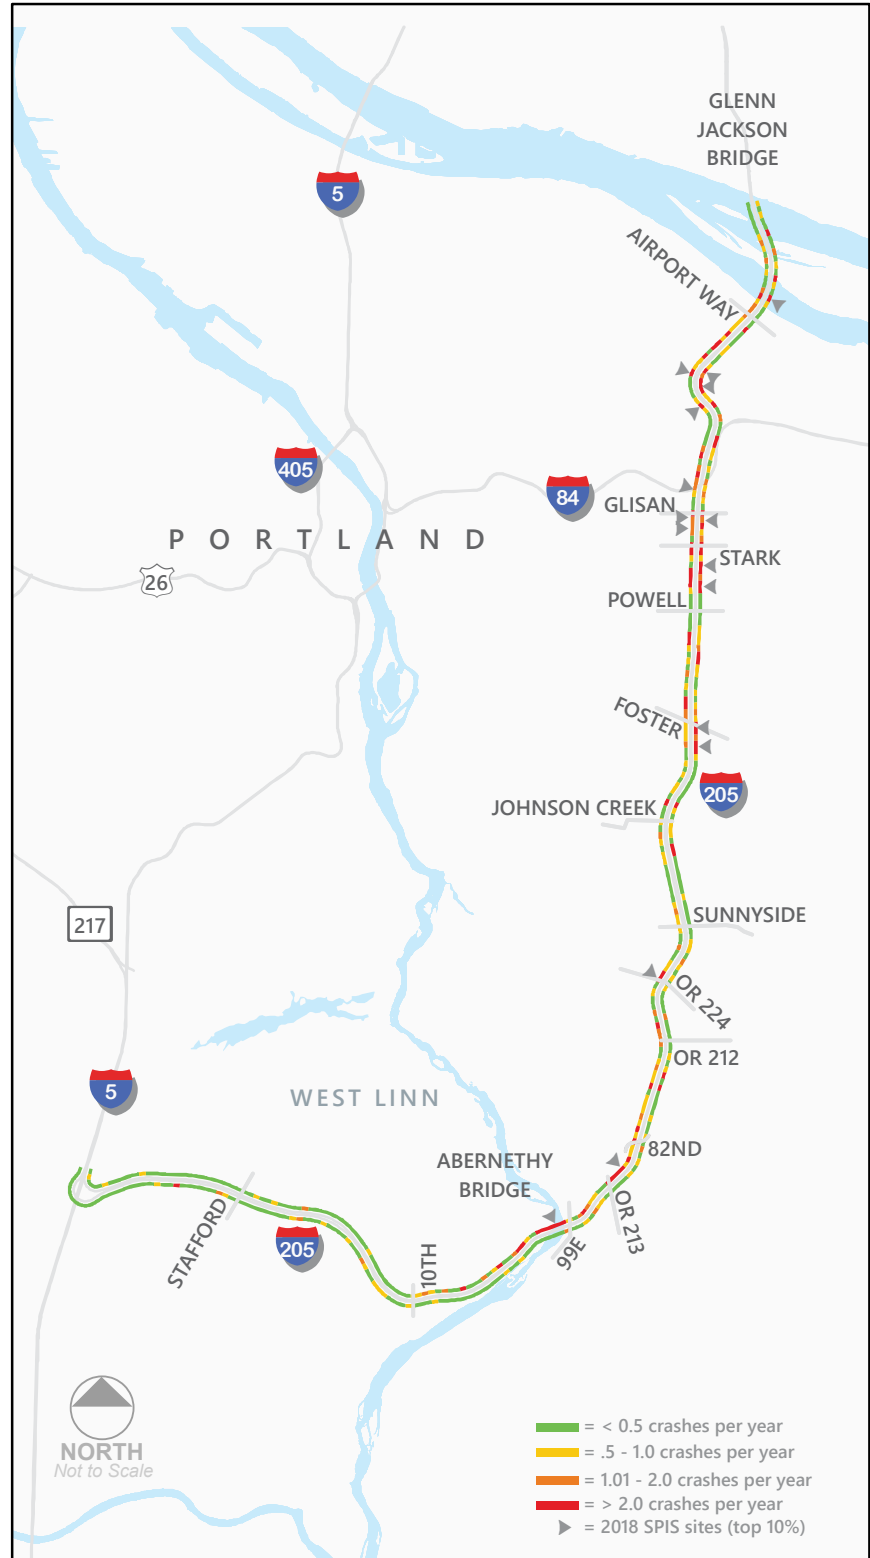 GLENN
JACKSON
BRIDGE
5
AIRPORT WAY
405
84
GLISAN
PORTLAND
STARK
26
POWELL
FOSTER
205
JOHNSON CREEK
217
SUNNYSIDE
OR 224
OR 212
5
WEST LINN
82ND
ABERNETHY
BRIDGE
OR 213
STAFFORD
205
99E
10TH
NORTH
Not to Scale
= < 0.5 crashes per year
= .5 - 1.0 crashes per year
= 1.01 - 2.0 crashes per year
= > 2.0 crashes per year
= 2018 SPIS sites (top 10%)